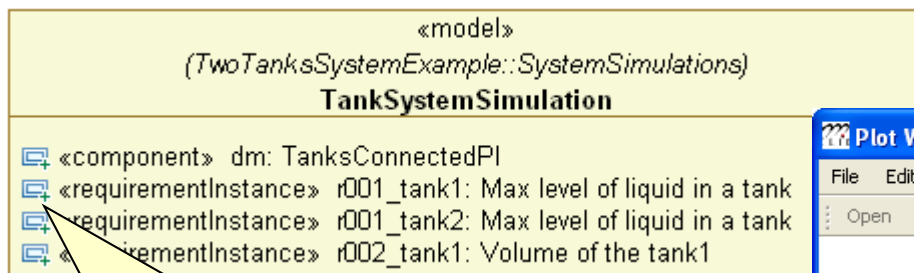 «model»
(TwoTanksSystemExample::SystemSimulations)
TankSystemSimulation
«component» dm: TanksConnectedPI
«requirementInstance» r001_tank1: Max level of liquid in a tank
requirementInstance» r001_tank2: Max level of liquid in a tank
rementInstance» r002_tank1: Volume of the tank1
Plot
File Edit
Open